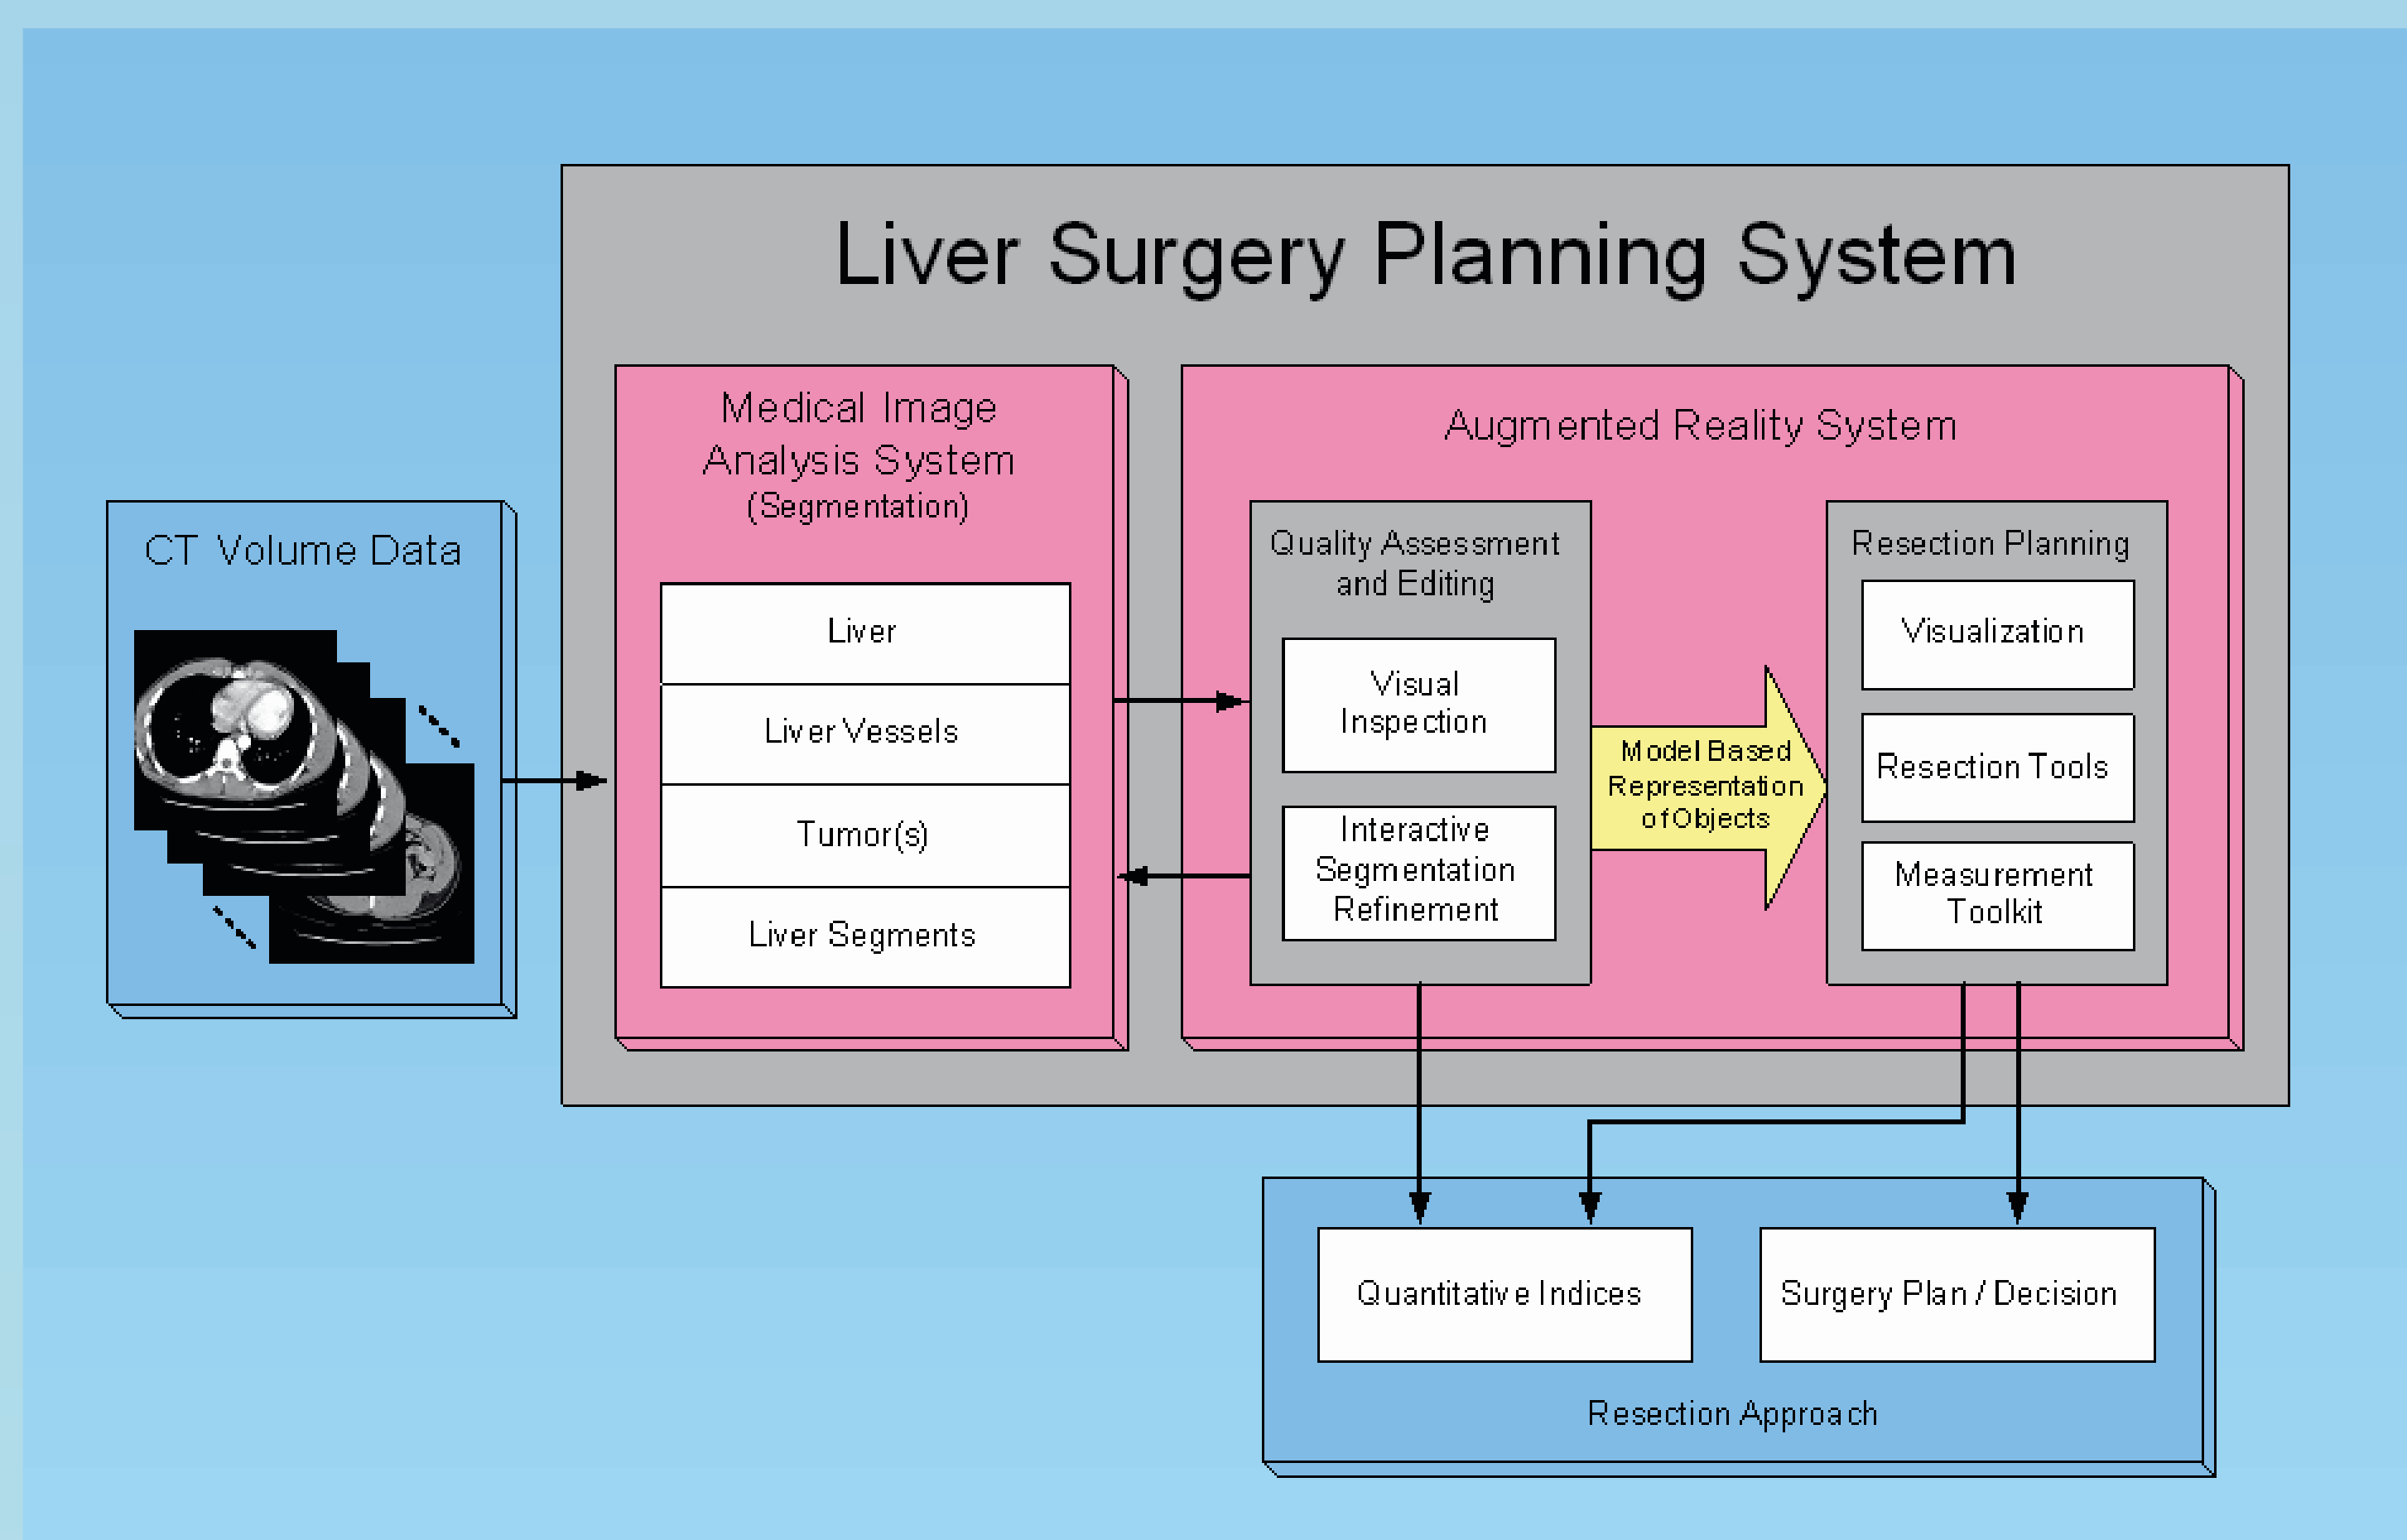 Liver Surgery Planning System
CT Volume Data
Medical Image
Analysis System
(Segmentation)
Liver
Liver Vessels
Tumor(s)
Liver Segments
Augmented Reality System
Quality Assessment
and Editing
Visual
Inspection
Interactive
Segmentation
Refinement
Model Based
Representation
of Objects
Resection Planning
Visualization
Resection Tools
Measurement
Toolkit
Quantitative Indices
Surgery Plan / Decision
Resection Approach